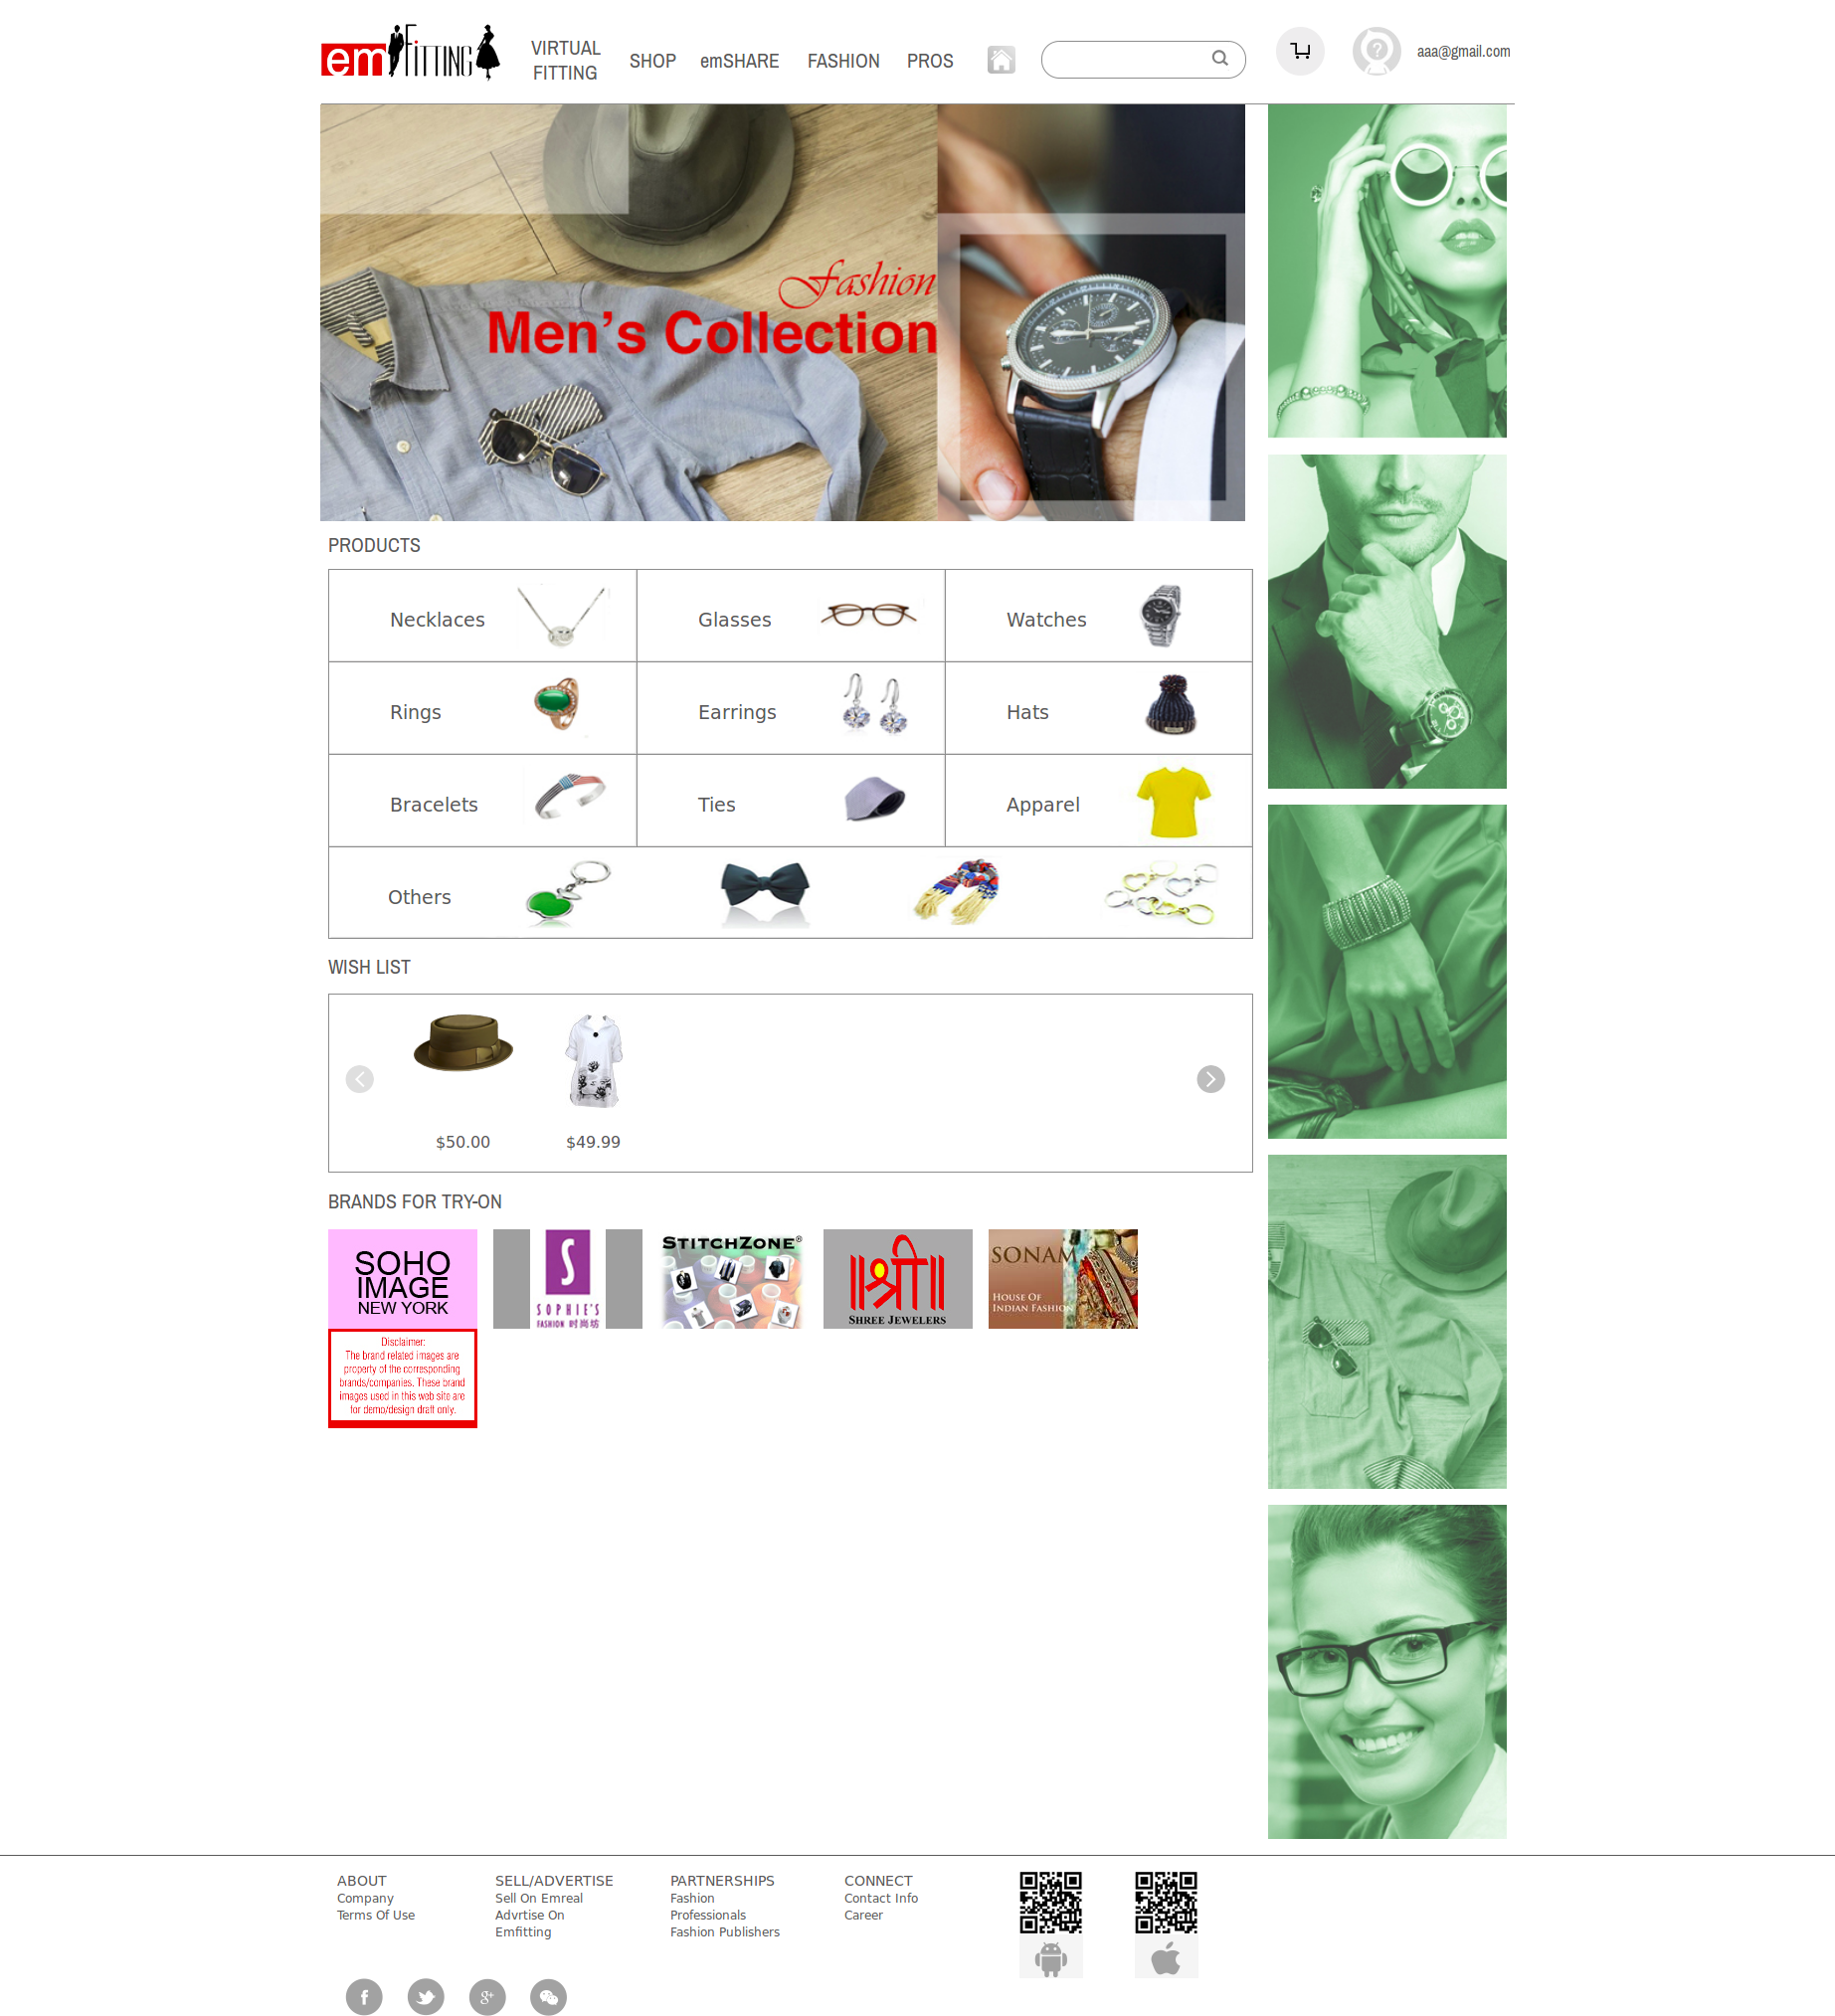 em FITTING
VIRTUAL
FITTING
SHOP
emSHARE
FASHION
PROS
aaa@gmail.com
Fashion
Men's Collection
PRODUCTS
Necklaces
Glasses
Watches
Rings
Earrings
Hats
Bracelets
Ties
Apparel
Others
WISH LIST
$50.00
$49.99
BRANDS FOR TRY-ON
SOHO
IMAGE
NEW YORK
S
SOPHIE'S
FASHION 时尚坊
STITCHZONE®
श्री
SHREE JEWELERS
SONAM
HOUSE OF
INDIAN FASHION
Disclaimer:
The brand related images are
property of the corresponding
brands/companies. These brand
images used in this web site are
for demo/design draft only.
ABOUT
Company
Terms Of Use
SELL/ADVERTISE
Sell On Emreal
Advrtise On
Emfitting
PARTNERSHIPS
Fashion
Professionals
Fashion Publishers
CONNECT
Contact Info
Career